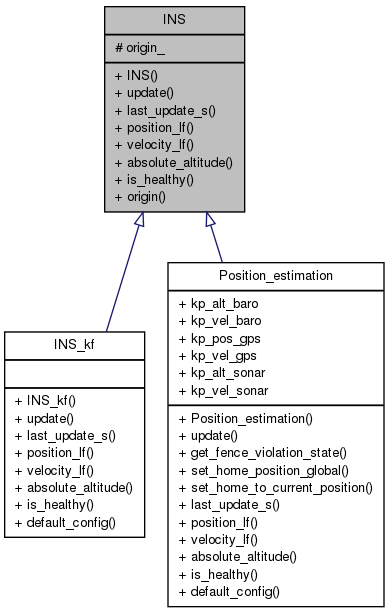 INS
# origin_
+ INS()
+ update()
+ last_update_s()
+ position_lf()
+ velocity_lf()
+ absolute_altitude()
+ is_healthy()
+ origin()
INS_kf
+ INS_kf()
+ update()
+ last_update_s()
+ position_lf()
+ velocity_lf()
+ absolute_altitude()
+ is_healthy()
+ default_config()
Position_estimation
+ kp_alt_baro
+ kp_vel_baro
+ kp_pos_gps
+ kp_vel_gps
+ kp_alt_sonar
+ kp_vel_sonar
+ Position_estimation()
+ update()
+ get_fence_violation_state()
+ set_home_position_global()
+ set_home_to_current_position()
+ last_update_s()
+ position_lf()
+ velocity_lf()
+ absolute_altitude()
+ is_healthy()
+ default_config()